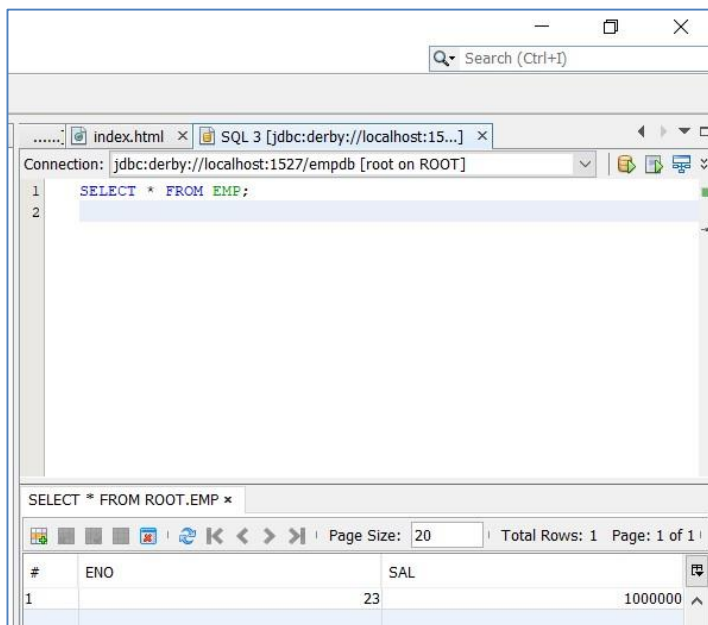 Search (Ctrl+I)
......] index.html SQL 3 [jdbc:derby://localhost:15...]
Connection: jdbc:derby://localhost:1527/empdb [root on ROOT]
1 SELECT * FROM EMP;
2
SELECT * FROM ROOT.EMP
Page Size: 20 Total Rows: 1 Page: 1 of 1
# ENO SAL
1 23 1000000